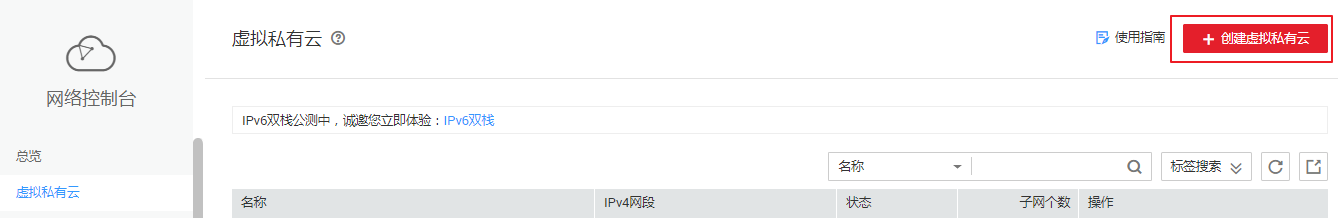 网络控制台
总览
虚拟私有云
虚拟私有云 ?
使用指南
+ 创建虚拟私有云
IPv6双栈公测中，诚邀您立即体验：IPv6双栈
名称
标签搜索
名称 IPv4网段 状态 子网个数 操作